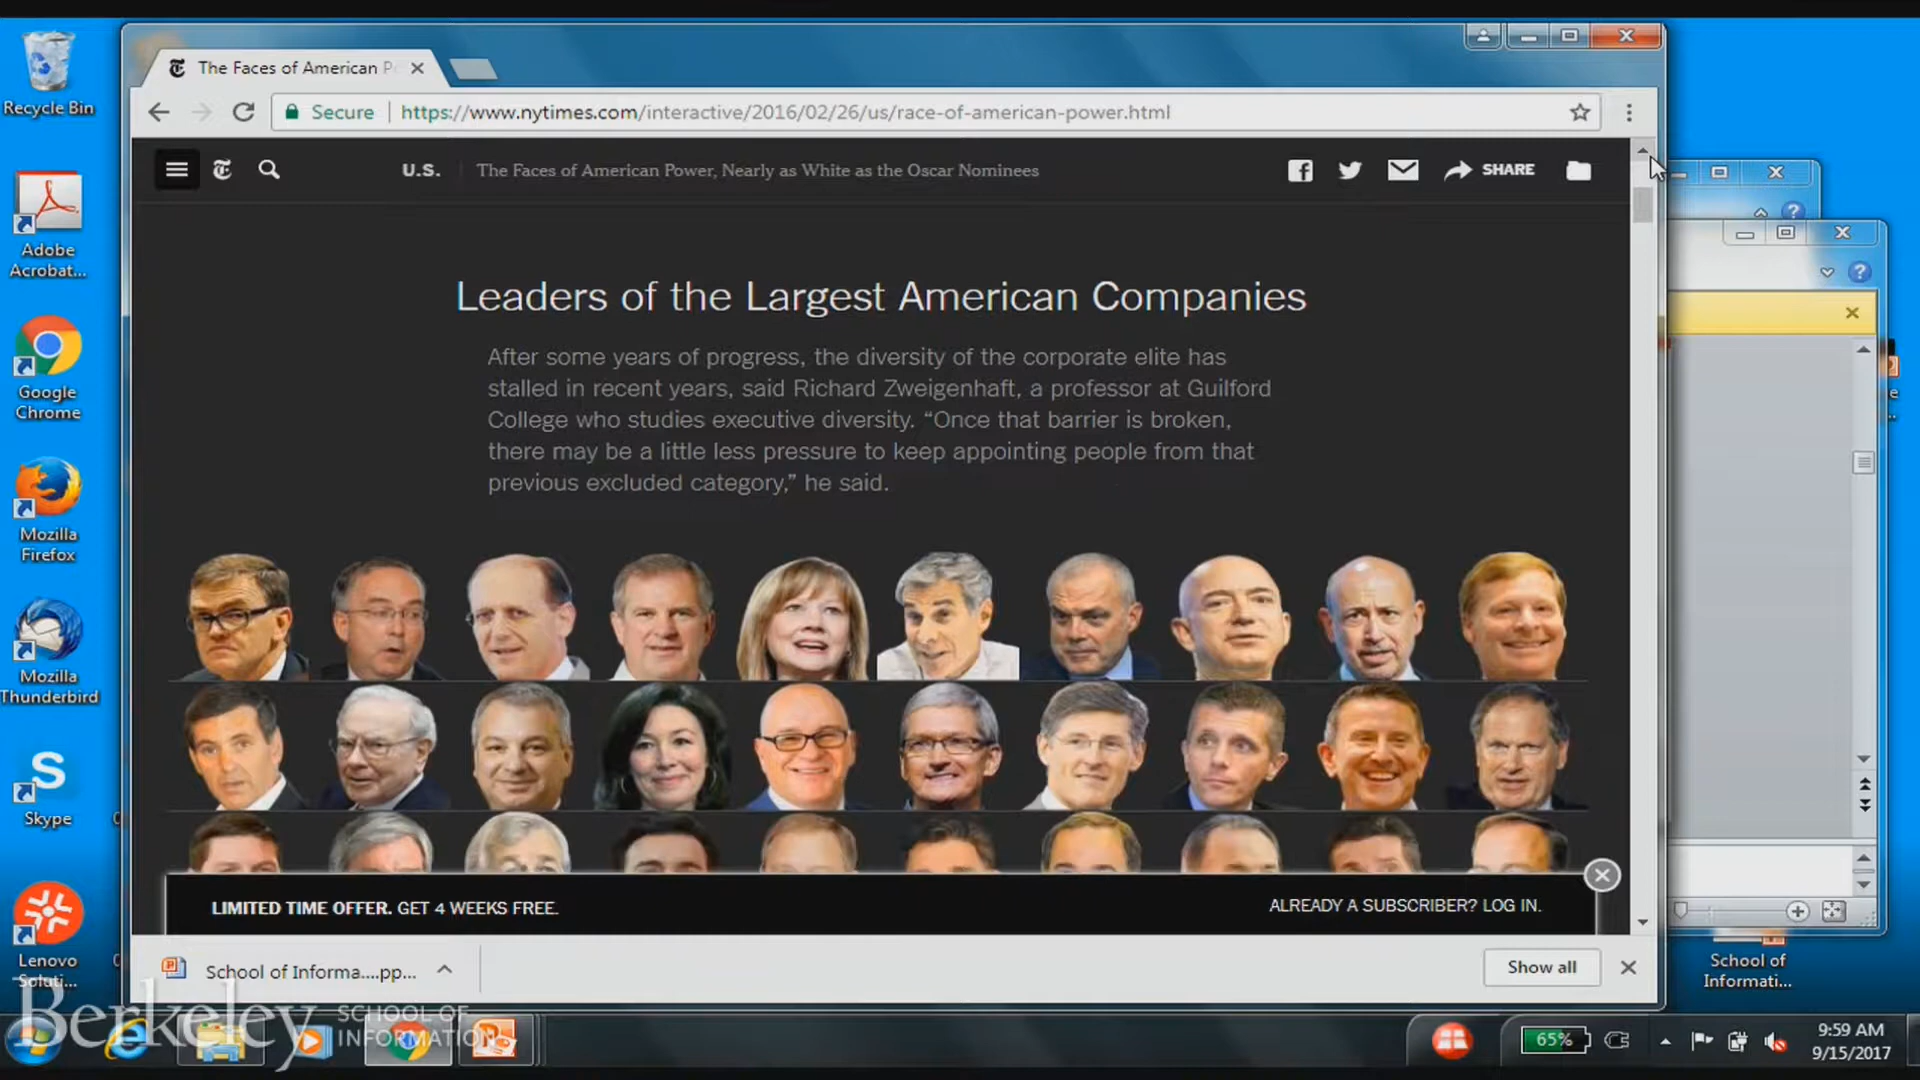 Recycle Bin
Adobe
Acrobat...
Google
Chrome
Mozilla
Firefox
Mozilla
Thunderbird
Skype
Lenovo
Soluti...
The Faces of American P
Secure
https://www.nytimes.com/interactive/2016/02/26/us/race-of-american-power.html
U.S.
The Faces of American Power, Nearly as White as the Oscar Nominees
SHARE
Leaders of the Largest American Companies
After some years of progress, the diversity of the corporate elite has
stalled in recent years, said Richard Zweigenhaft, a professor at Guilford
College who studies executive diversity. “Once that barrier is broken,
there may be a little less pressure to keep appointing people from that
previous excluded category,” he said.
LIMITED TIME OFFER. GET 4 WEEKS FREE.
ALREADY A SUBSCRIBER? LOG IN.
School of Informa....pp...
Show all
School of
Informati...
Berkeley
SCHOOL OF
INFORMATION
65%
9:59 AM
9/15/2017